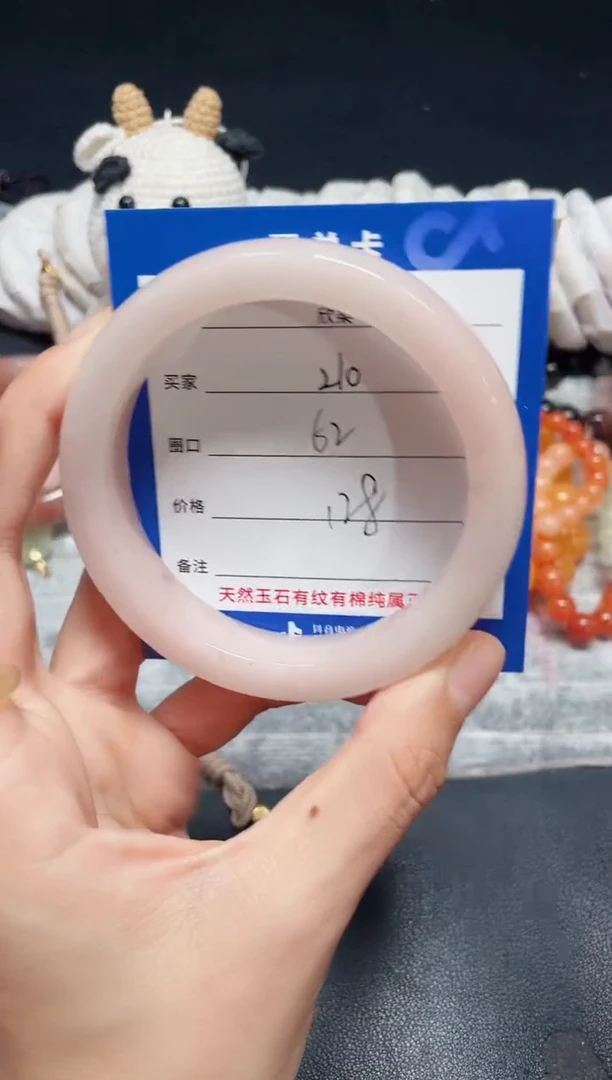 买家 210
圈口 62
价格 128
备注
天然玉石有纹有棉纯属